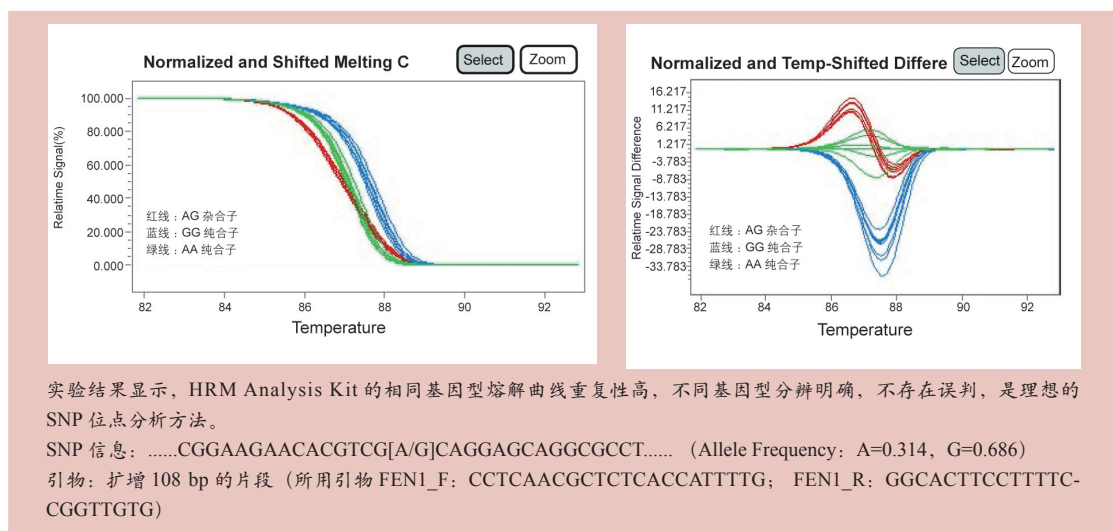 Normalized and Shifted Melting C
Select
Zoom
Relatime Signal(%)
100.000
80.000
60.000
40.000
20.000
0.000
红线：AG 杂合子
蓝线：GG 纯合子
绿线：AA 纯合子
82 84 86 88 90 92
Temperature
Normalized and Temp-Shifted Differe
Select
Zoom
Relatime Signal Difference
16.217
11.217
6.217
1.217
-3.783
-8.783
-13.783
-18.783
-23.783
-28.783
-33.783
红线：AG 杂合子
蓝线：GG 纯合子
绿线：AA 纯合子
82 84 86 88 90 92
Temperature
实验结果显示，HRM Analysis Kit 的相同基因型熔解曲线重复性高，不同基因型分辨明确，不存在误判，是理想的
SNP 位点分析方法。
SNP 信息：......CGGAAGAACACGTCG[A/G]CAGGAGCAGGCGCCT...... （Allele Frequency：A=0.314，G=0.686）
引物：扩增 108 bp 的片段（所用引物 FEN1_F：CCTCAACGCTCTCACCATTTTG； FEN1_R：GGCACTTCCTTTTC-
CGGTTGTG）